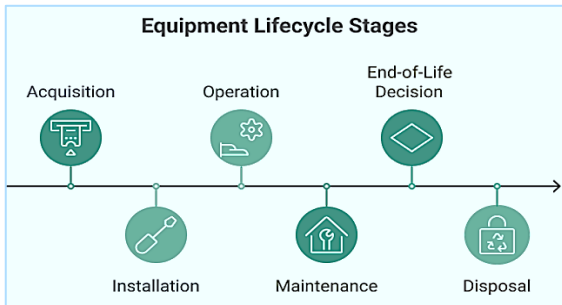 Equipment Lifecycle Stages
Acquisition
Installation
Operation
Maintenance
End-of-Life
Decision
Disposal